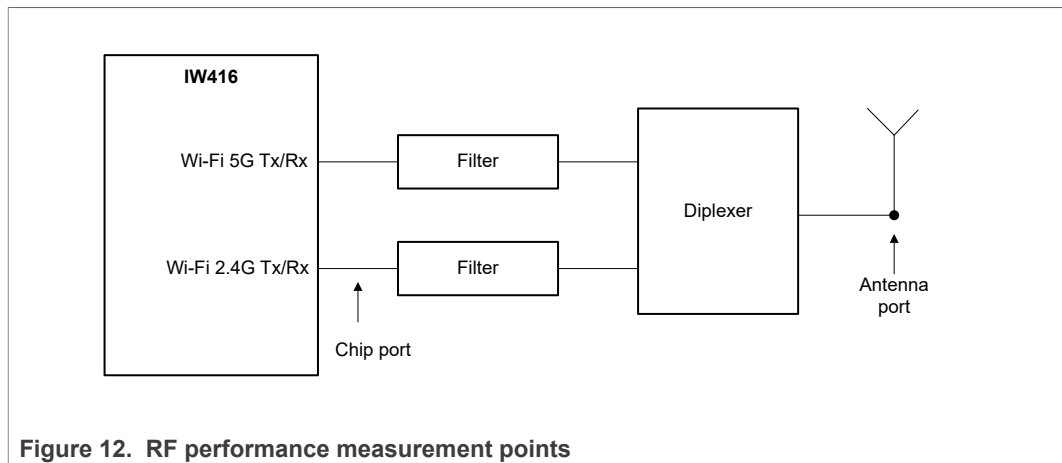 IW416
Wi-Fi 5G Tx/Rx
Filter
Diplexer
Wi-Fi 2.4G Tx/Rx
Filter
Chip port
Antenna
port
Figure 12. RF performance measurement points